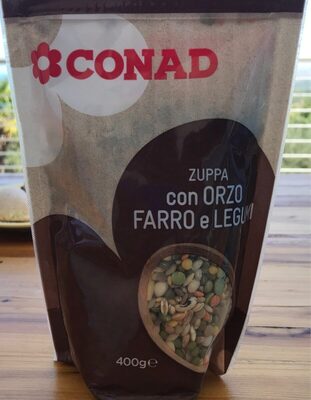 CONAD
ZUPPA
con ORZO
FARRO e LEGUMI
400g℮